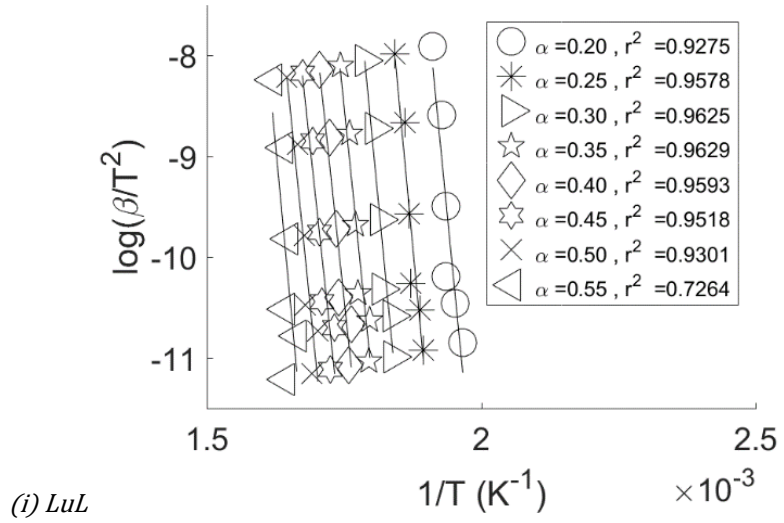 -8
-9
-10
-11
log(β/T²)
α=0.20 , r² =0.9275
α=0.25 , r² =0.9578
α=0.30 , r² =0.9625
α=0.35 , r² =0.9629
α=0.40 , r² =0.9593
α=0.45 , r² =0.9518
α=0.50 , r² =0.9301
α=0.55 , r² =0.7264
1.5 2 2.5
1/T (K⁻¹) ×10⁻³
(i) LuL